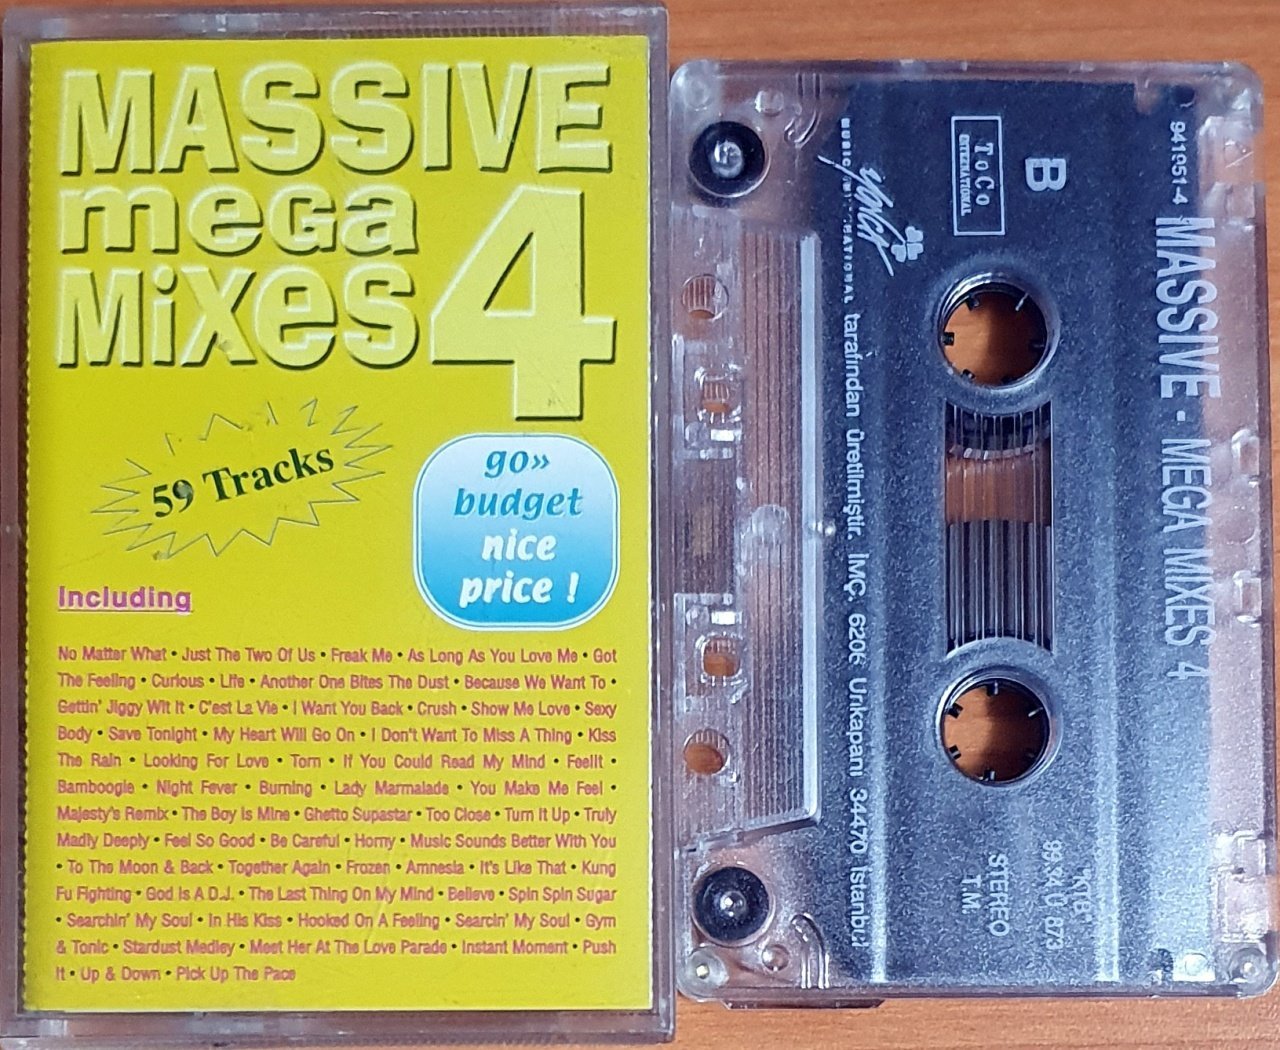 MASSIVE
mega
MiXeS 4
59 Tracks
go»
budget
nice
price !
Including
No Matter What • Just The Two Of Us • Freak Me • As Long As You Love Me • Got
The Feeling • Curious • Life • Another One Bites The Dust • Because We Want To •
Gettin' Jiggy Wit It • C'est La Vie • I Want You Back • Crush • Show Me Love • Sexy
Body • Save Tonight • My Heart Will Go On • I Don't Want To Miss A Thing • Kiss
The Rain • Looking For Love • Torn • If You Could Read My Mind • Feelit •
Bamboogie • Night Fever • Burning • Lady Marmalade • You Make Me Feel •
Majesty's Remix • The Boy Is Mine • Ghetto Supastar • Too Close • Turn It Up • Truly
Madly Deeply • Feel So Good • Be Careful • Horny • Music Sounds Better With You
• To The Moon & Back • Together Again • Frozen • Amnesia • It's Like That • Kung
Fu Fighting • God Is A D.J. • The Last Thing On My Mind • Believe • Spin Spin Sugar
• Searchin' My Soul • In His Kiss • Hooked On A Feeling • Searcin' My Soul • Gym
& Tonic • Stardust Medley • Meet Her At The Love Parade • Instant Moment • Push
It • Up & Down • Pick Up The Pace
941951-4
MASSIVE - MEGA MIXES 4
B
ToCo
INTERNATIONAL
STEREO
T.M.
MUSIC INTERNATIONAL tarafından üretilmiştir. İMÇ. 6206 Unkapanı 34470 İstanbul